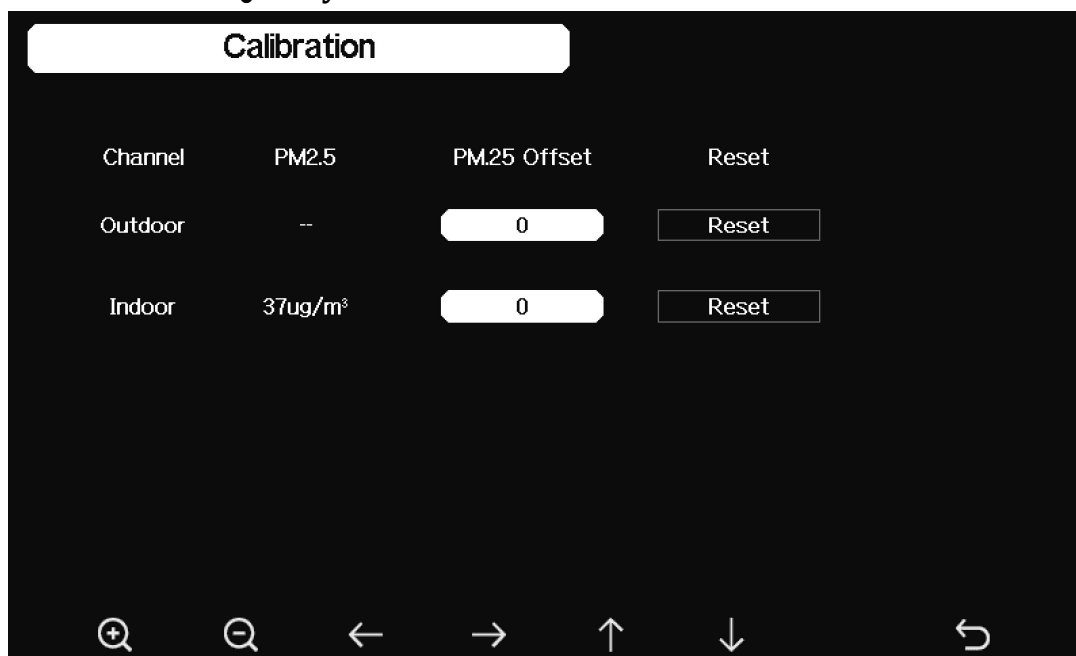 Calibration
Channel PM2.5 PM.25 Offset Reset
Outdoor -- 0 Reset
Indoor 37ug/m³ 0 Reset